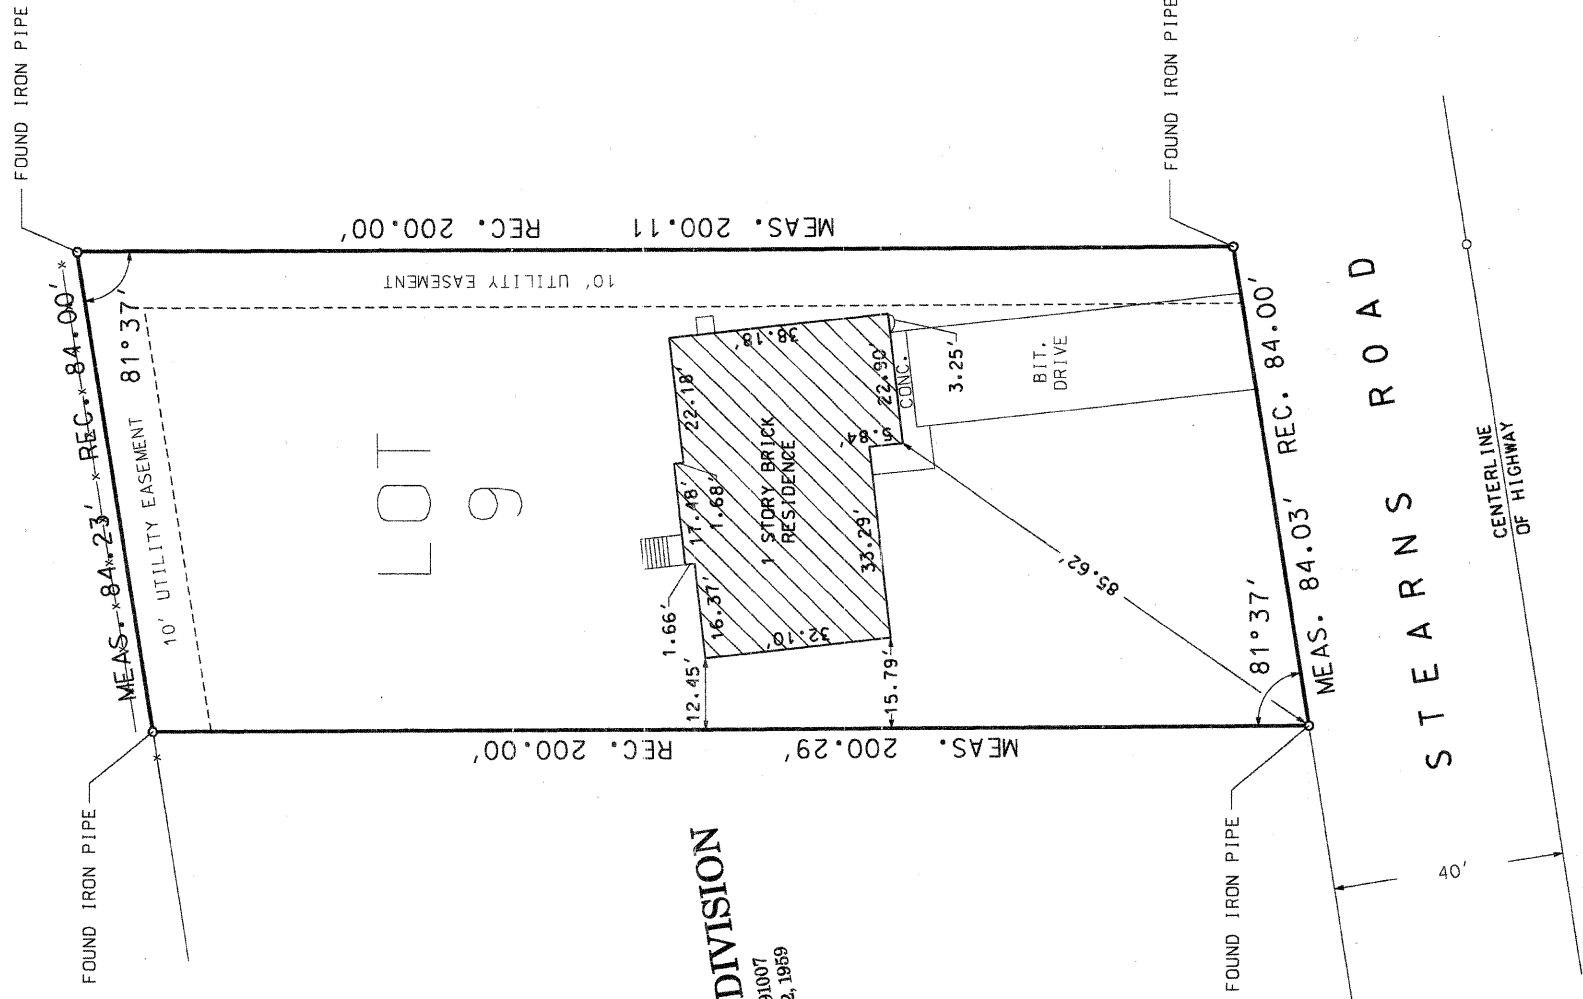 FOUND IRON PIPE
FOUND IRON PIPE
MEAS. 200.11 REC. 200.00'
10' UTILITY EASEMENT
MEAS. 84.23' REC. 84.00'
81°37'
10' UTILITY EASEMENT
LOT
9
38.18'
22.18'
22.90'
CONC.
3.25'
BIT.
DRIVE
5.84'
17.48'
1.68'
1 STORY BRICK
RESIDENCE
33.29'
1.66'
16.37'
32.10'
12.45'
15.79'
85.62'
81°37'
MEAS. 84.03' REC. 84.00'
MEAS. 200.29' REC. 200.00'
STEARNS ROAD
CENTERLINE
OF HIGHWAY
40'
FOUND IRON PIPE
FOUND IRON PIPE
DIVISION
91007
2, 1959